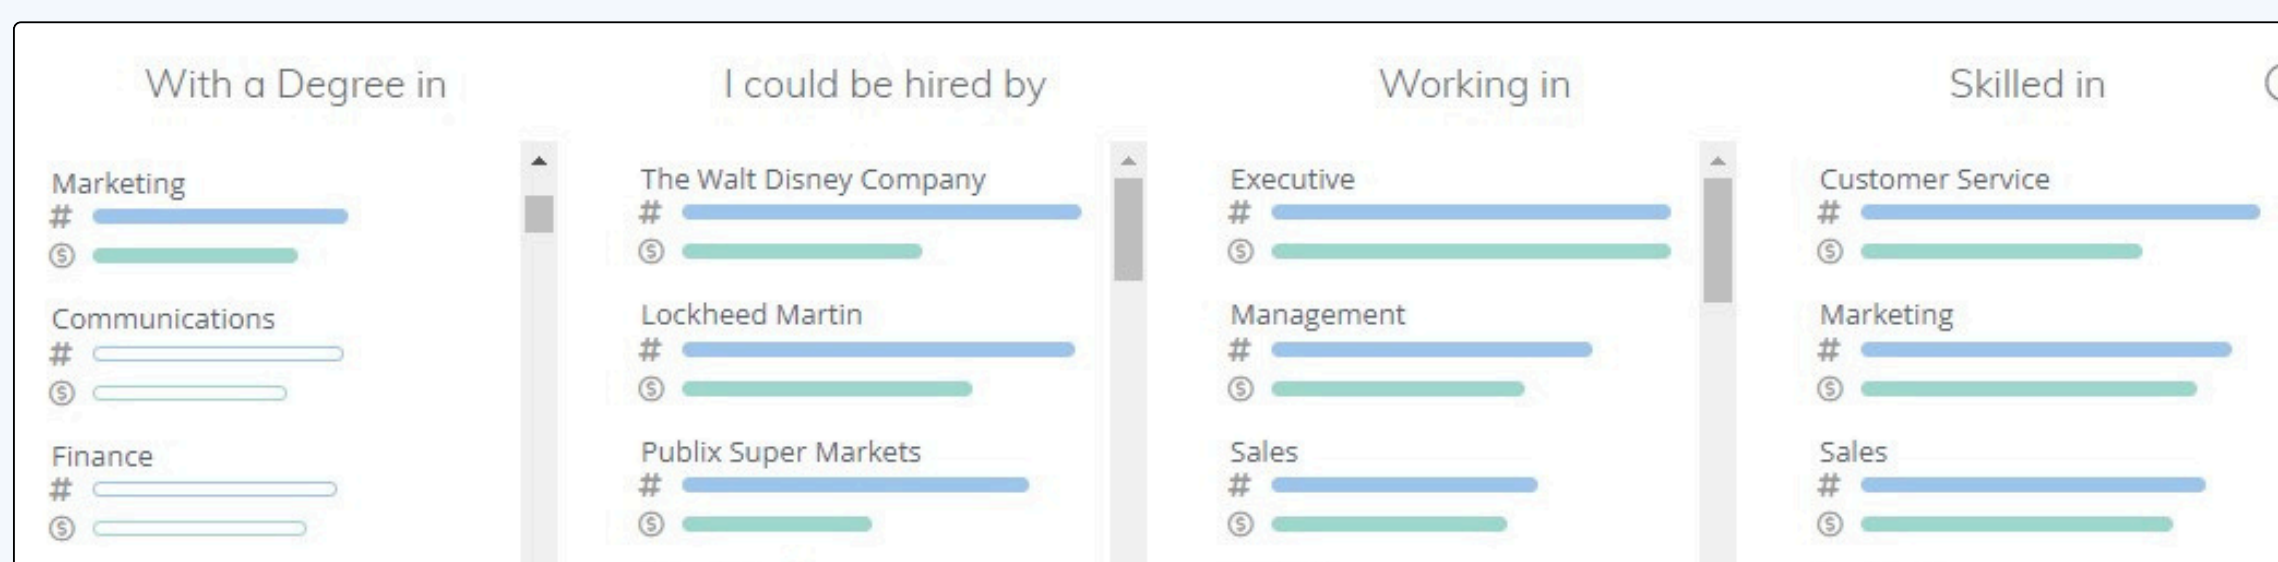 With a Degree in
Marketing
#
$
Communications
#
$
Finance
#
$
I could be hired by
The Walt Disney Company
#
$
Lockheed Martin
#
$
Publix Super Markets
#
$
Working in
Executive
#
$
Management
#
$
Sales
#
$
Skilled in
Customer Service
#
$
Marketing
#
$
Sales
#
$